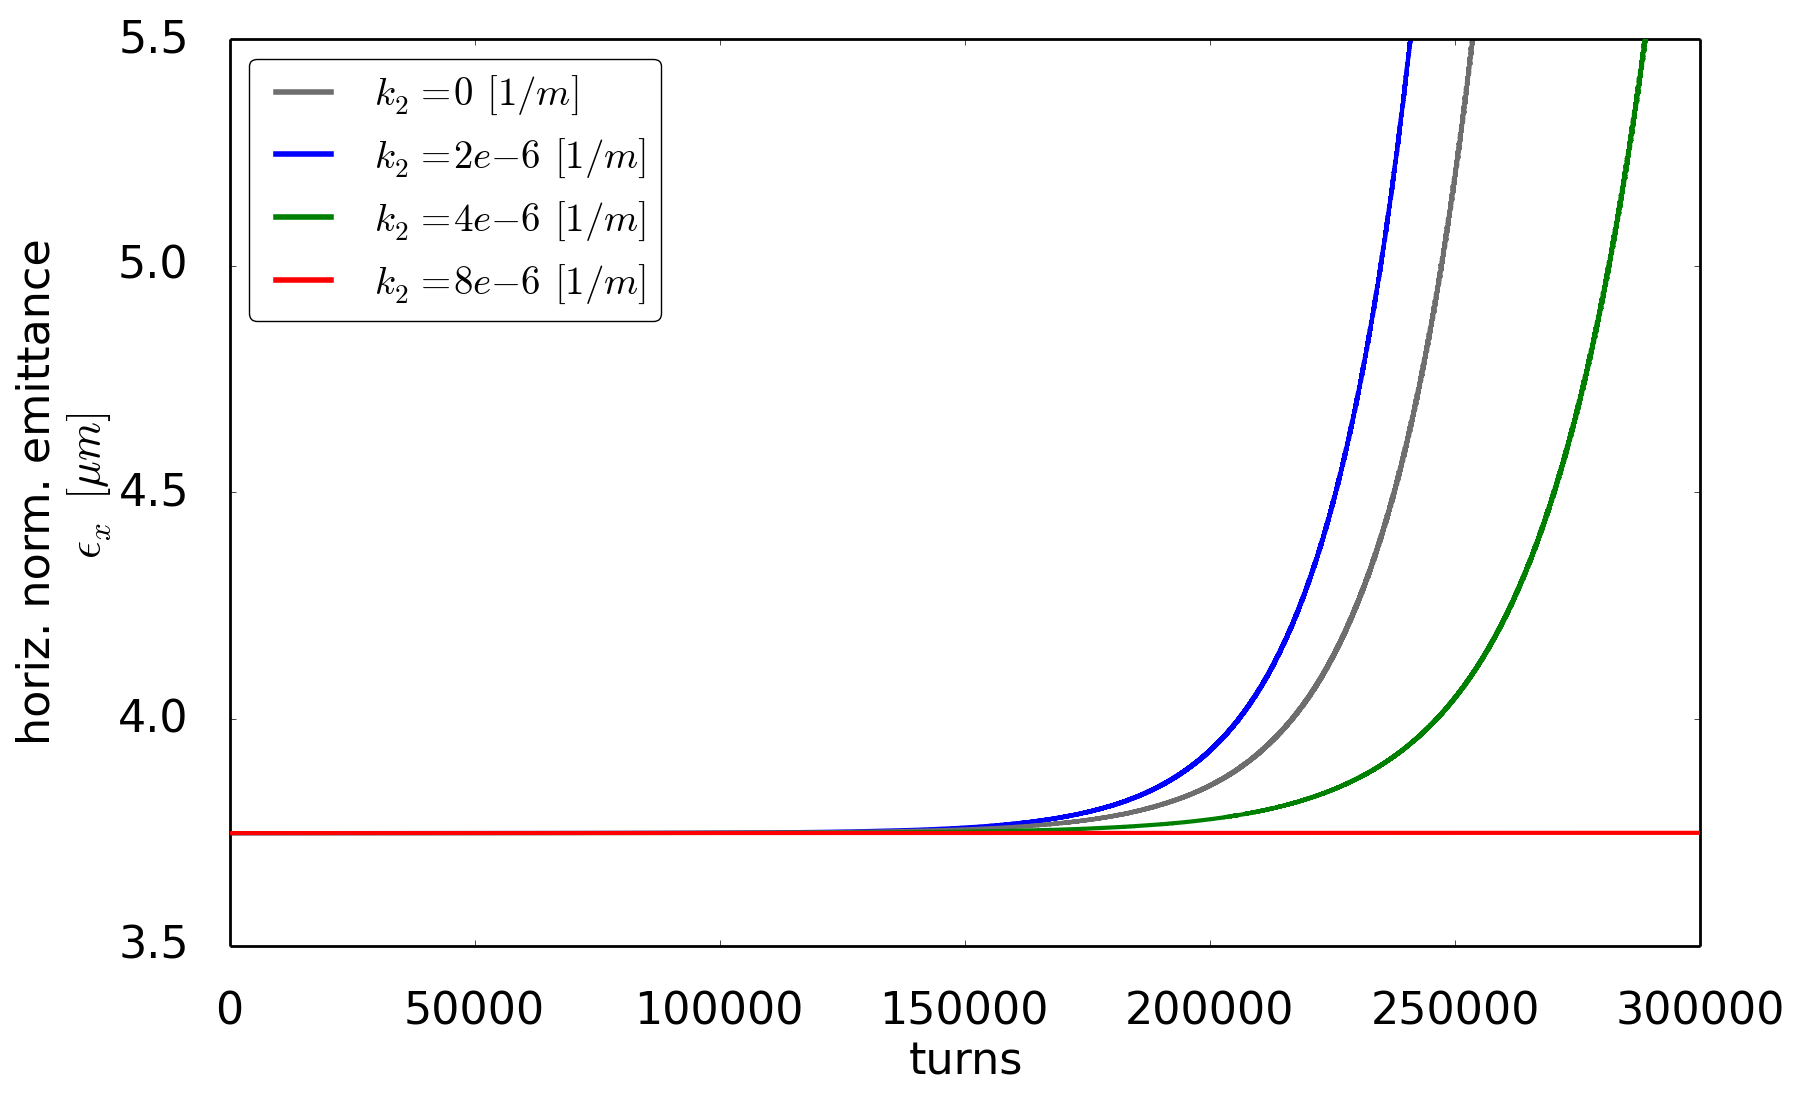 5.5
5.0
4.5
4.0
3.5
horiz. norm. emittance
ϵₓ [μm]
k₂ =0 [1/m]
k₂ =2e−6 [1/m]
k₂ =4e−6 [1/m]
k₂ =8e−6 [1/m]
0 50000 100000 150000 200000 250000 300000
turns